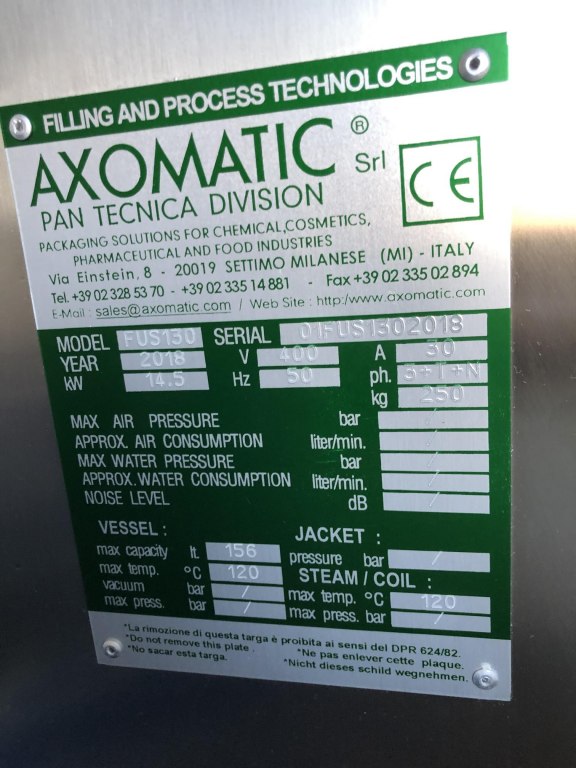 FILLING AND PROCESS TECHNOLOGIES
AXOMATIC ® Srl CE
PAN TECNICA DIVISION
PACKAGING SOLUTIONS FOR CHEMICAL,COSMETICS,
PHARMACEUTICAL AND FOOD INDUSTRIES
Via Einstein, 8 - 20019 SETTIMO MILANESE (MI) - ITALY
Tel. +39 02 328 53 70 - +39 02 335 14 881 - Fax +39 02 335 02 894
E-Mail : sales@axomatic.com / Web Site : http:/www.axomatic.com
MODEL FUS130 SERIAL 01FUS1302018
YEAR 2018 V 400 A 30
kW 14.5 Hz 50 ph. 3+T+N
kg 250
MAX AIR PRESSURE bar /
APPROX. AIR CONSUMPTION liter/min. /
MAX WATER PRESSURE bar /
APPROX. WATER CONSUMPTION liter/min. /
NOISE LEVEL dB /
VESSEL : JACKET :
max capacity lt. 156 pressure bar /
max temp. °C 120 STEAM / COIL :
vacuum bar / max temp. °C 120
max press. bar / max press. bar /
*La rimozione di questa targa è proibita ai sensi del DPR 624/82.
*Do not remove this plate *Ne pas enlever cette plaque.
*No sacar esta targa. *Nicht dieses schild wegnehmen.